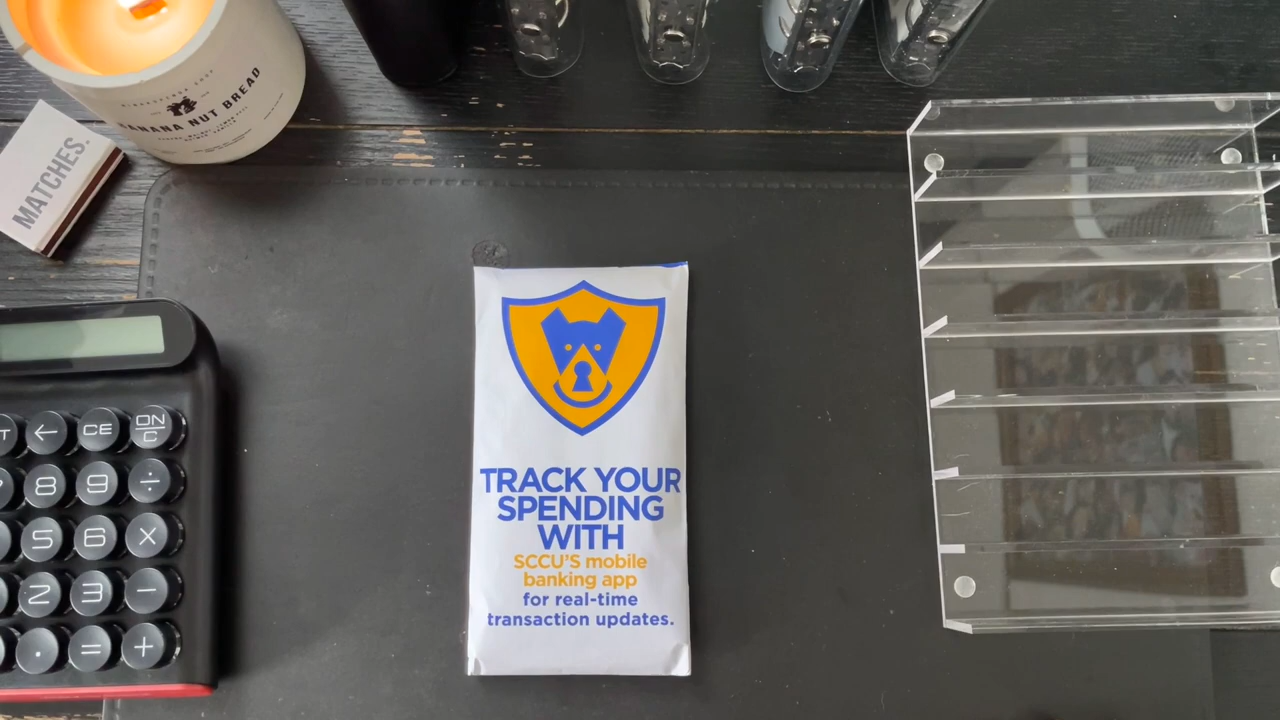 BANANA NUT BREAD
MATCHES.
TRACK YOUR
SPENDING
WITH
SCCU'S mobile
banking app
for real-time
transaction updates.
←
CE
ON
C
8
9
÷
5
6
×
2
3
−
.
=
+